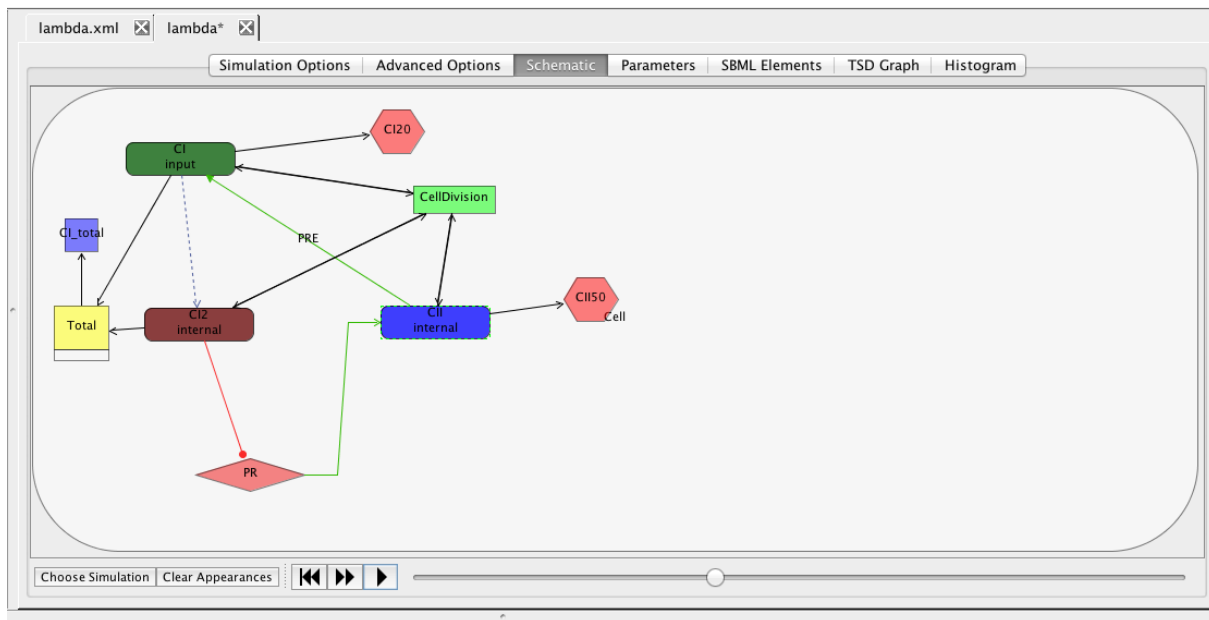 lambda.xml lambda*
Simulation Options Advanced Options Schematic Parameters SBML Elements TSD Graph Histogram
CI20
CI
input
CellDivision
CI_total
PRE
CII50
Cell
Total
CI2
internal
CII
internal
PR
Choose Simulation Clear Appearances